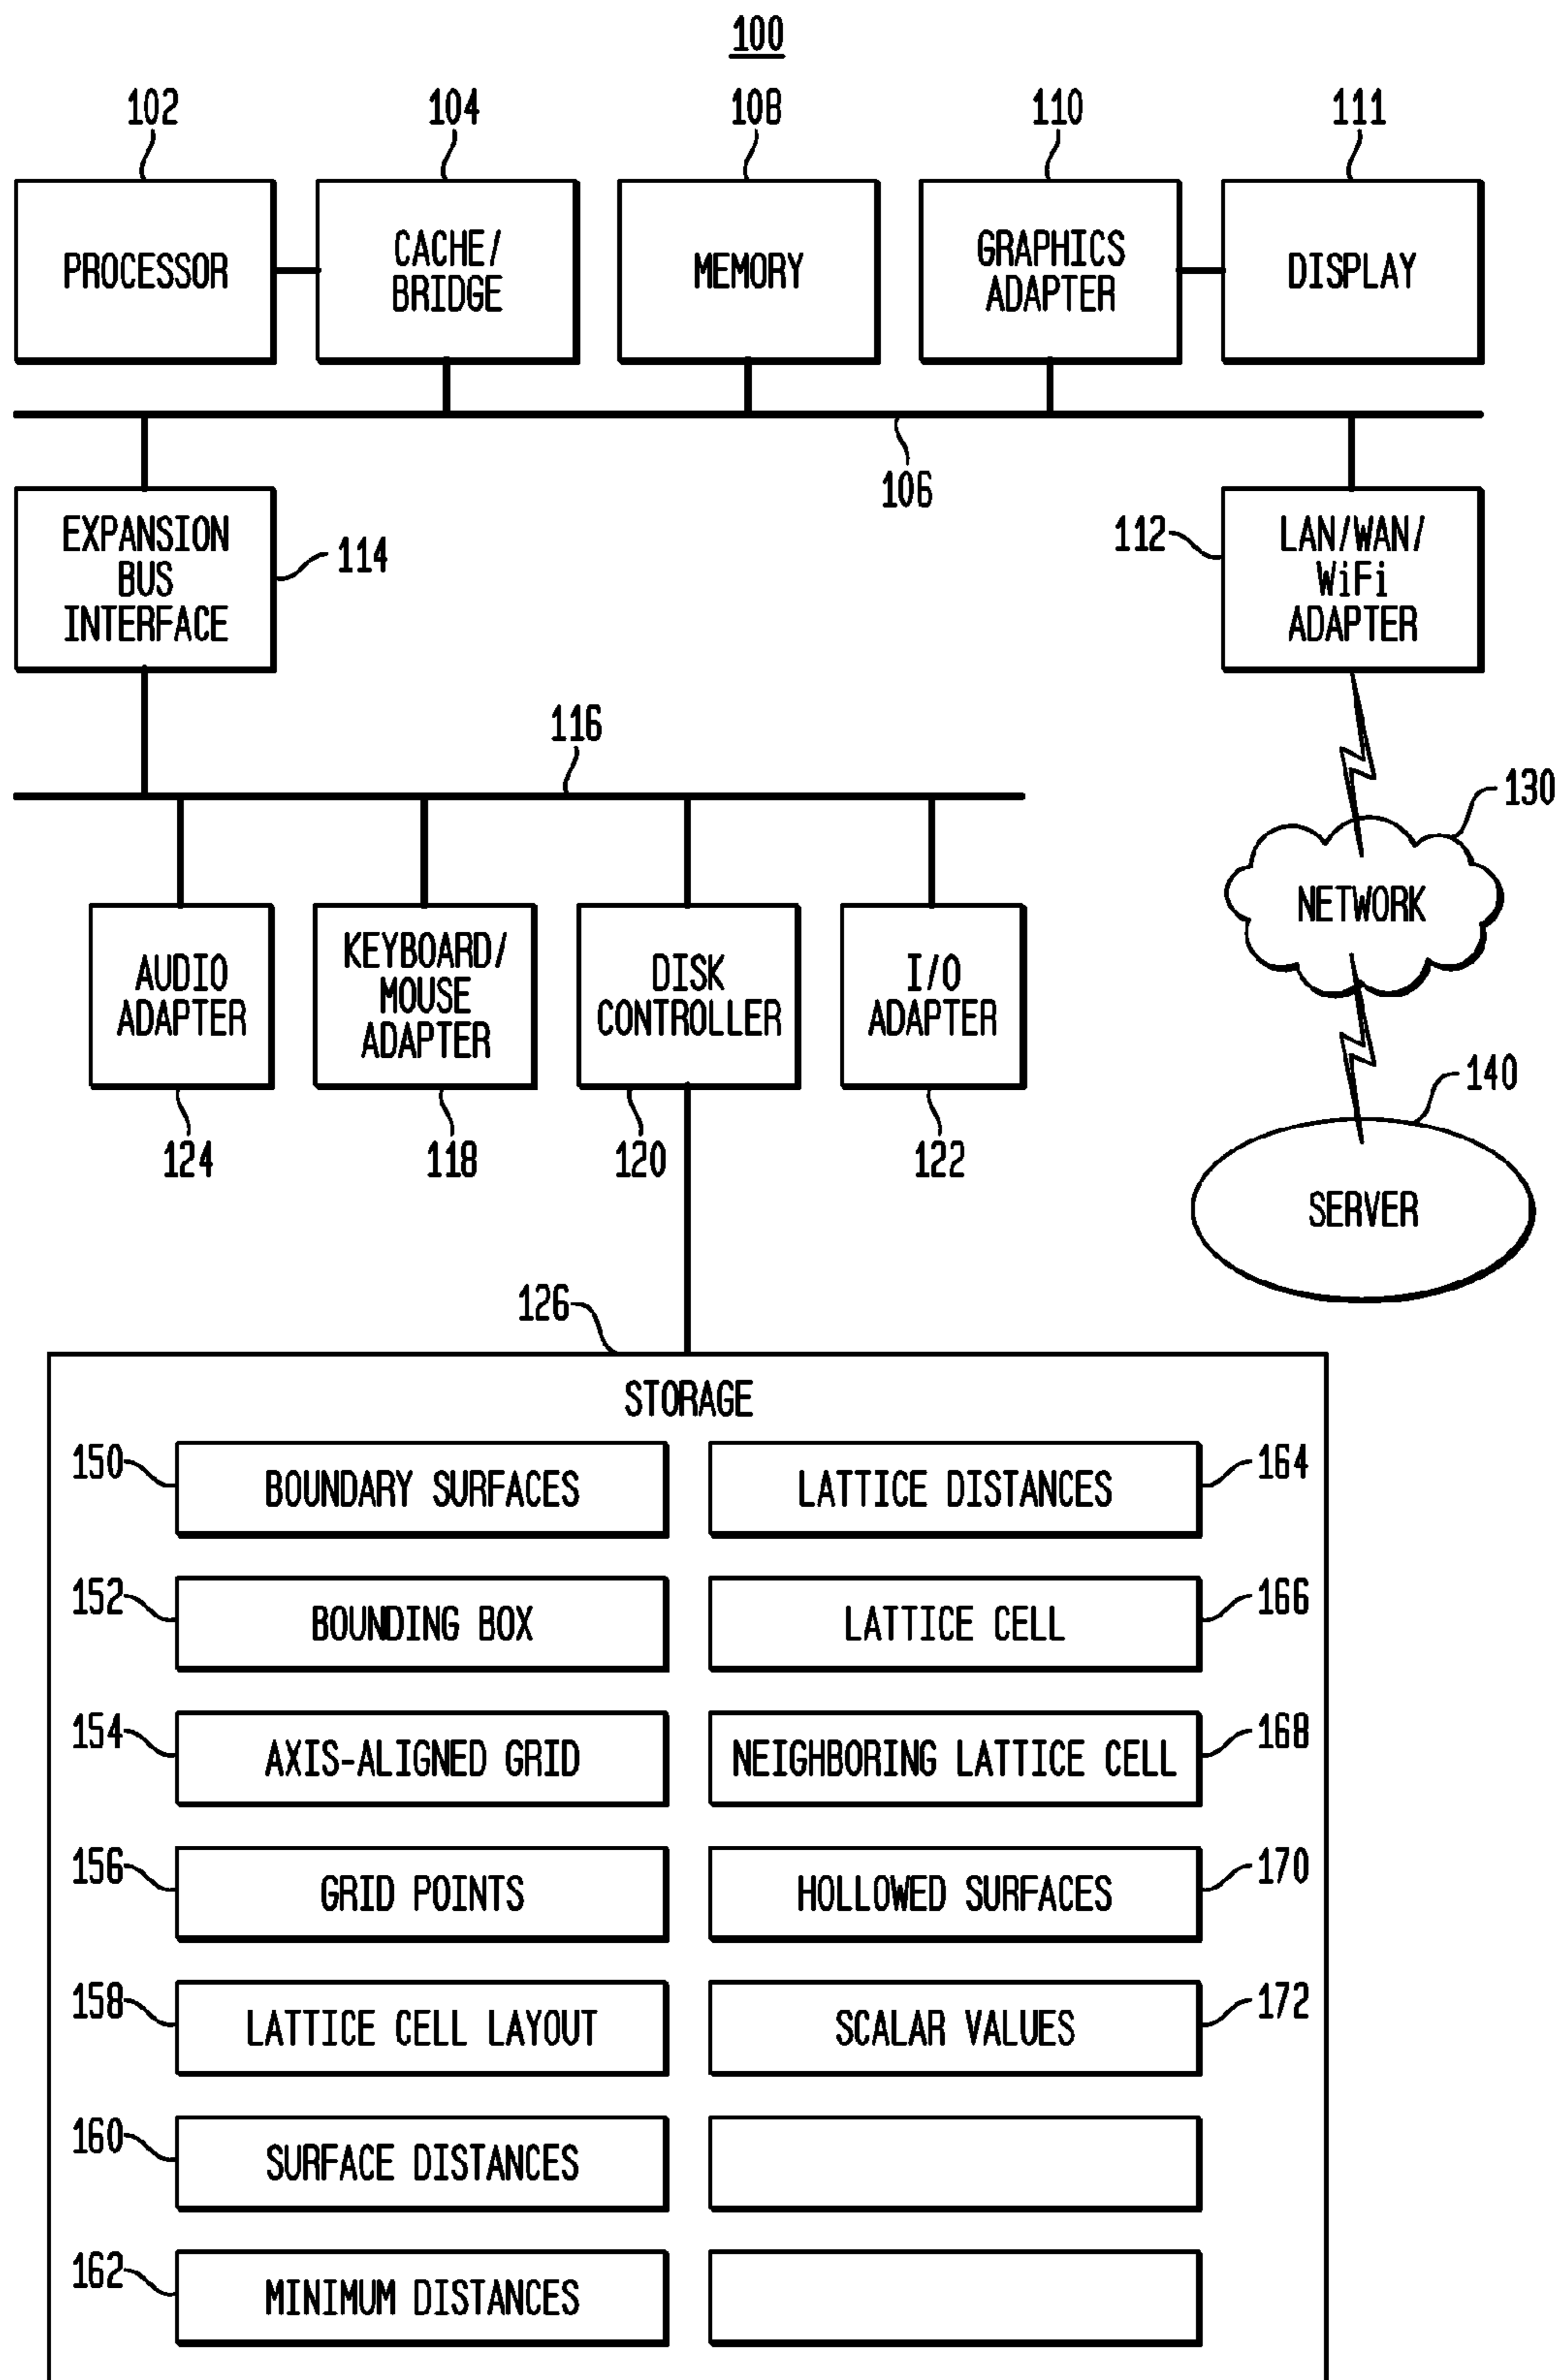 100
102
104
108
110
111
PROCESSOR
CACHE/
BRIDGE
MEMORY
GRAPHICS
ADAPTER
DISPLAY
106
EXPANSION
BUS
INTERFACE
114
112
LAN/WAN/
WiFi
ADAPTER
116
130
NETWORK
AUDIO
ADAPTER
KEYBOARD/
MOUSE
ADAPTER
DISK
CONTROLLER
I/O
ADAPTER
124
118
120
122
140
SERVER
126
STORAGE
150
BOUNDARY SURFACES
LATTICE DISTANCES
164
152
BOUNDING BOX
LATTICE CELL
166
154
AXIS-ALIGNED GRID
NEIGHBORING LATTICE CELL
168
156
GRID POINTS
HOLLOWED SURFACES
170
158
LATTICE CELL LAYOUT
SCALAR VALUES
172
160
SURFACE DISTANCES
162
MINIMUM DISTANCES